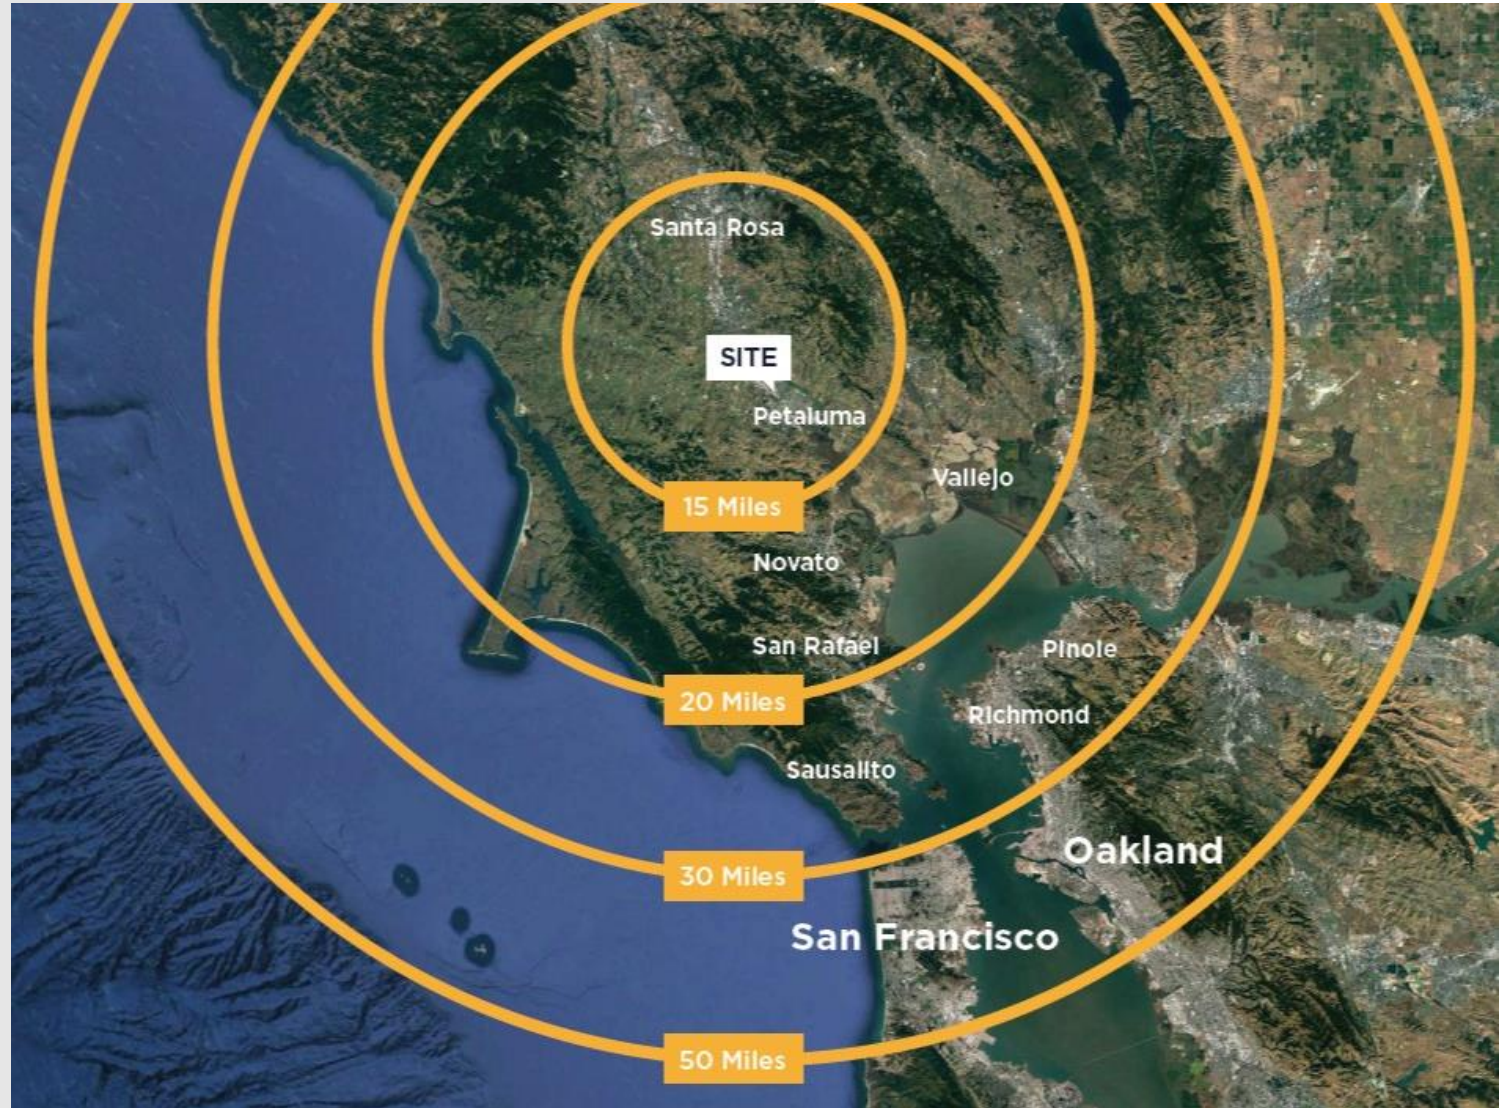 Santa Rosa
SITE
Petaluma
Vallejo
15 Miles
Novato
San Rafael
Pinole
20 Miles
Richmond
Sausalito
Oakland
30 Miles
San Francisco
50 Miles